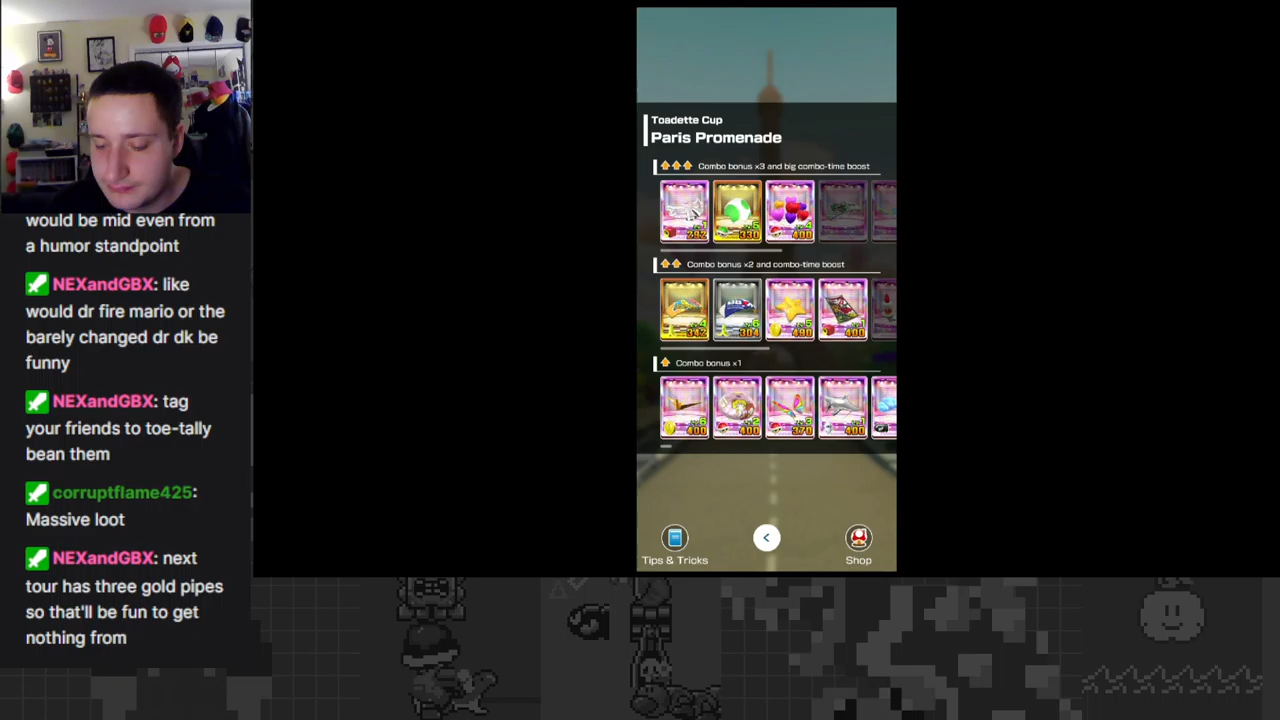 would be mid even from
a humor standpoint
NEXandGBX: like
would dr fire mario or the
barely changed dr dk be
funny
NEXandGBX: tag
your friends to toe-tally
bean them
corruptflame425:
Massive loot
NEXandGBX: next
tour has three gold pipes
so that'll be fun to get
nothing from
Toadette Cup
Paris Promenade
Combo bonus ×3 and big combo-time boost
Combo bonus ×2 and combo-time boost
Combo bonus ×1
Tips & Tricks
<
Shop